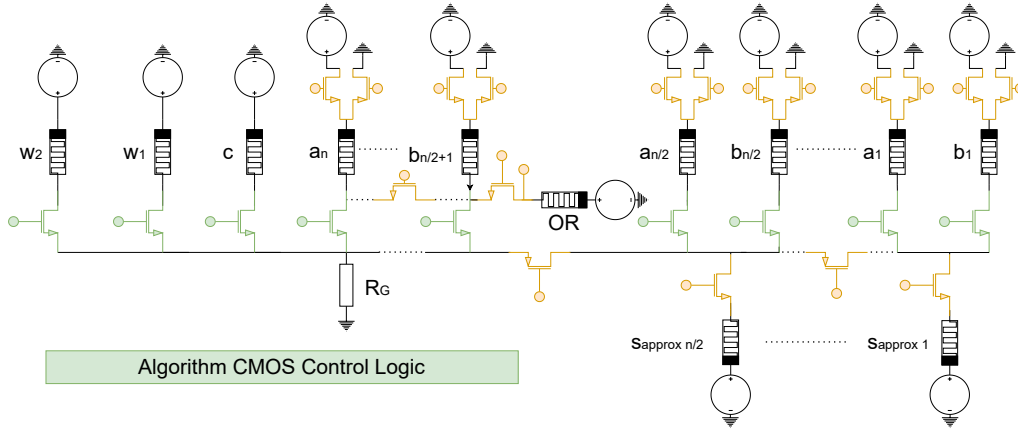 w2
w1
c
an
bn/2+1
an/2
bn/2
a1
b1
OR
RG
Sapprox n/2
Sapprox 1
Algorithm CMOS Control Logic